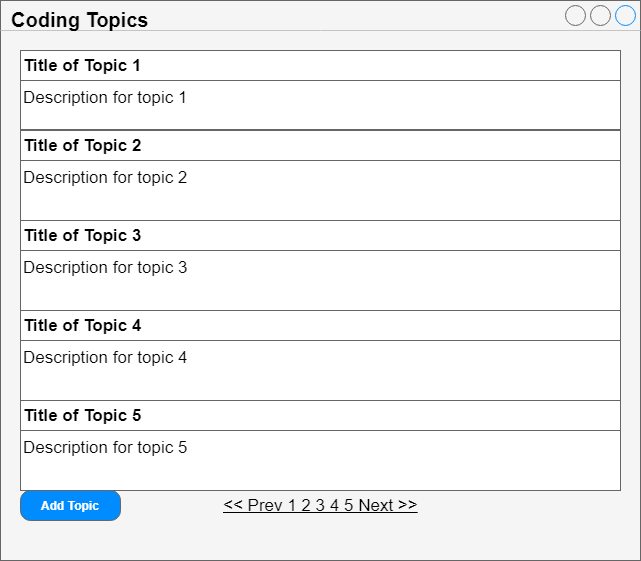 Coding Topics
Title of Topic 1
Description for topic 1
Title of Topic 2
Description for topic 2
Title of Topic 3
Description for topic 3
Title of Topic 4
Description for topic 4
Title of Topic 5
Description for topic 5
Add Topic
<< Prev 1 2 3 4 5 Next >>